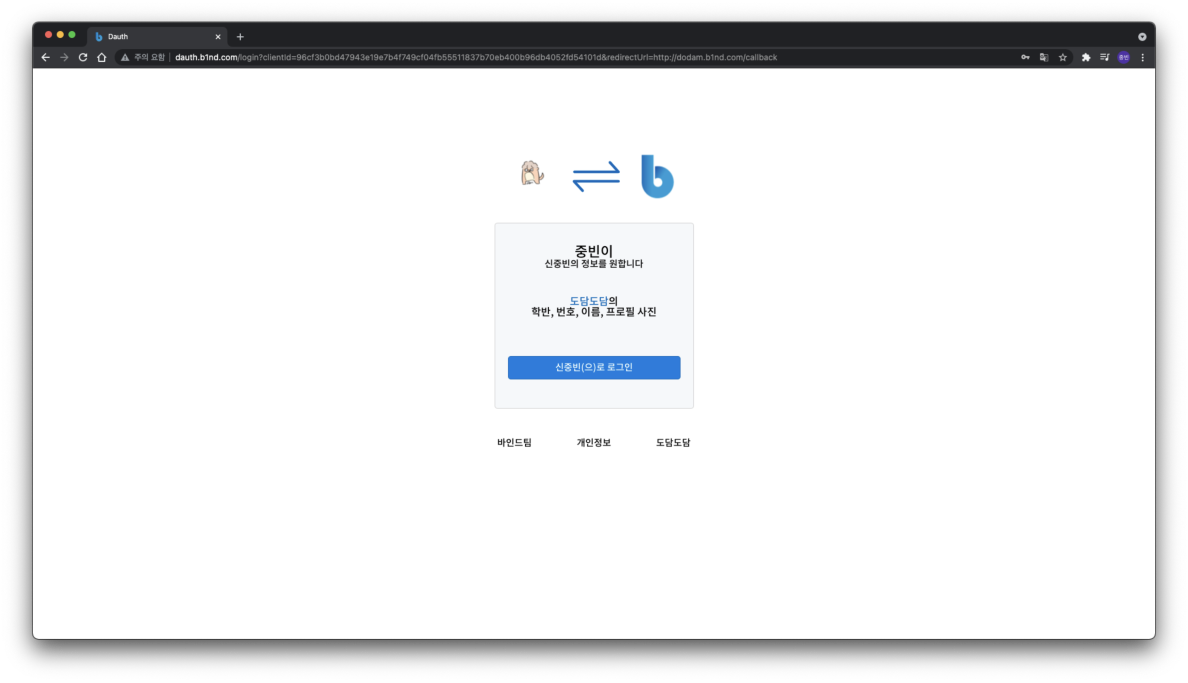 Dauth
주의 요함 dauth.b1nd.com/login?clientId=96cf3b0bd47943e19e7b4f749cf04fb55511837b70eb400b96db4052fd54101d&redirectUrl=http://dodam.b1nd.com/callback
중빈이
신중빈의 정보를 원합니다
도담도담의
학반, 번호, 이름, 프로필 사진
신중빈(으)로 로그인
바인드팀 개인정보 도담도담